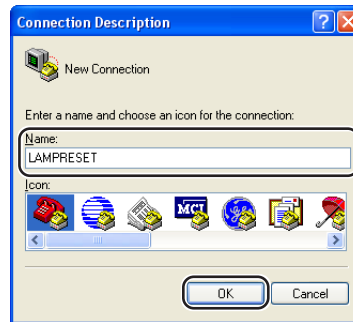 Connection Description
New Connection
Enter a name and choose an icon for the connection:
Name:
LAMPRESET
Icon:
MCI
OK
Cancel